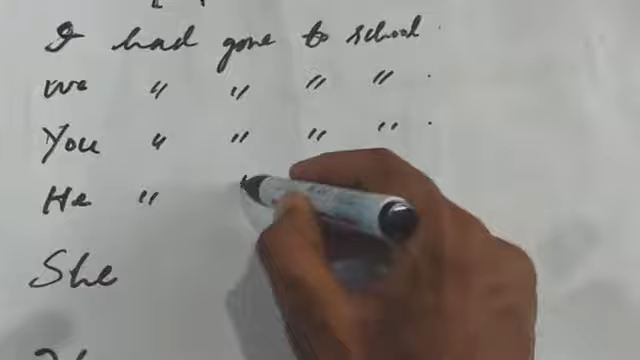 I had gone to school.
We " " " " .
You " " " " .
He "
She